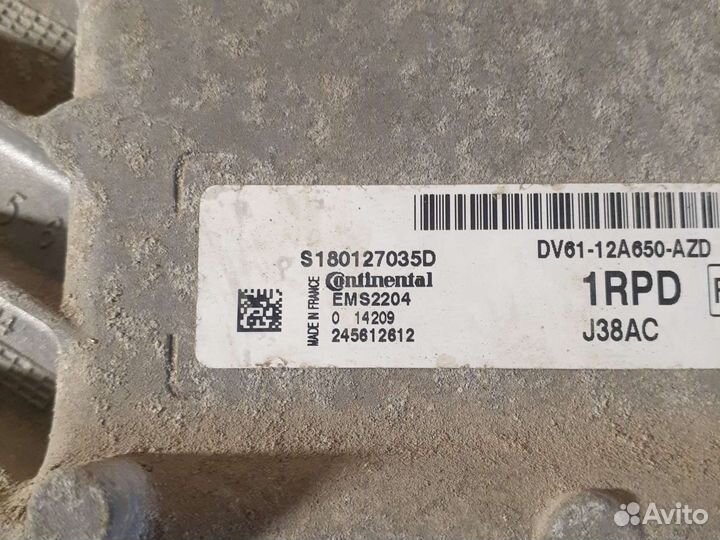 S180127035D
Continental
EMS2204
0 14209
245612612
MADE IN FRANCE
DV61-12A650-AZD
1RPD
J38AC
Avito